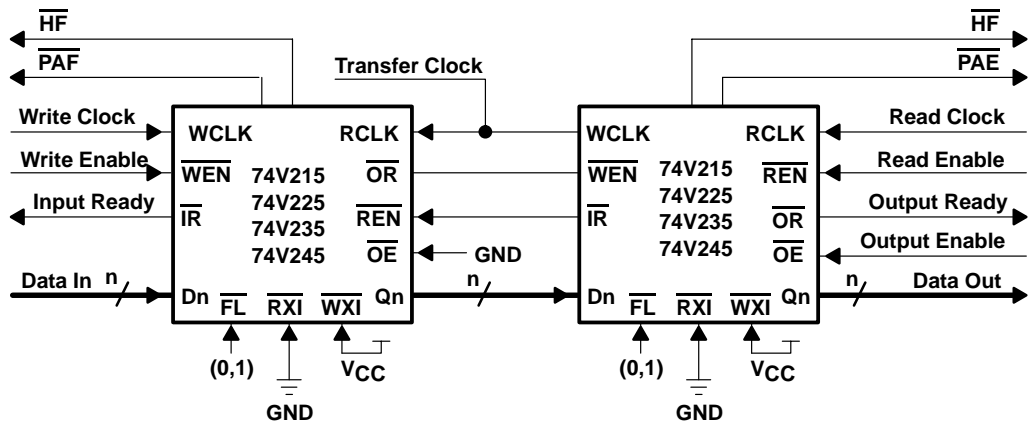 HF
HF
PAF
Transfer Clock
PAE
Write Clock
WCLK
RCLK
WCLK
RCLK
Read Clock
Write Enable
WEN
74V215
OR
WEN
74V215
REN
Read Enable
Input Ready
IR
74V225
REN
IR
74V225
OR
Output Ready
74V235
74V235
74V245
OE
GND
74V245
OE
Output Enable
Data In
n
Dn
Qn
n
Dn
Qn
n
Data Out
FL
RXI
WXI
FL
RXI
WXI
(0,1)
VCC
(0,1)
VCC
GND
GND